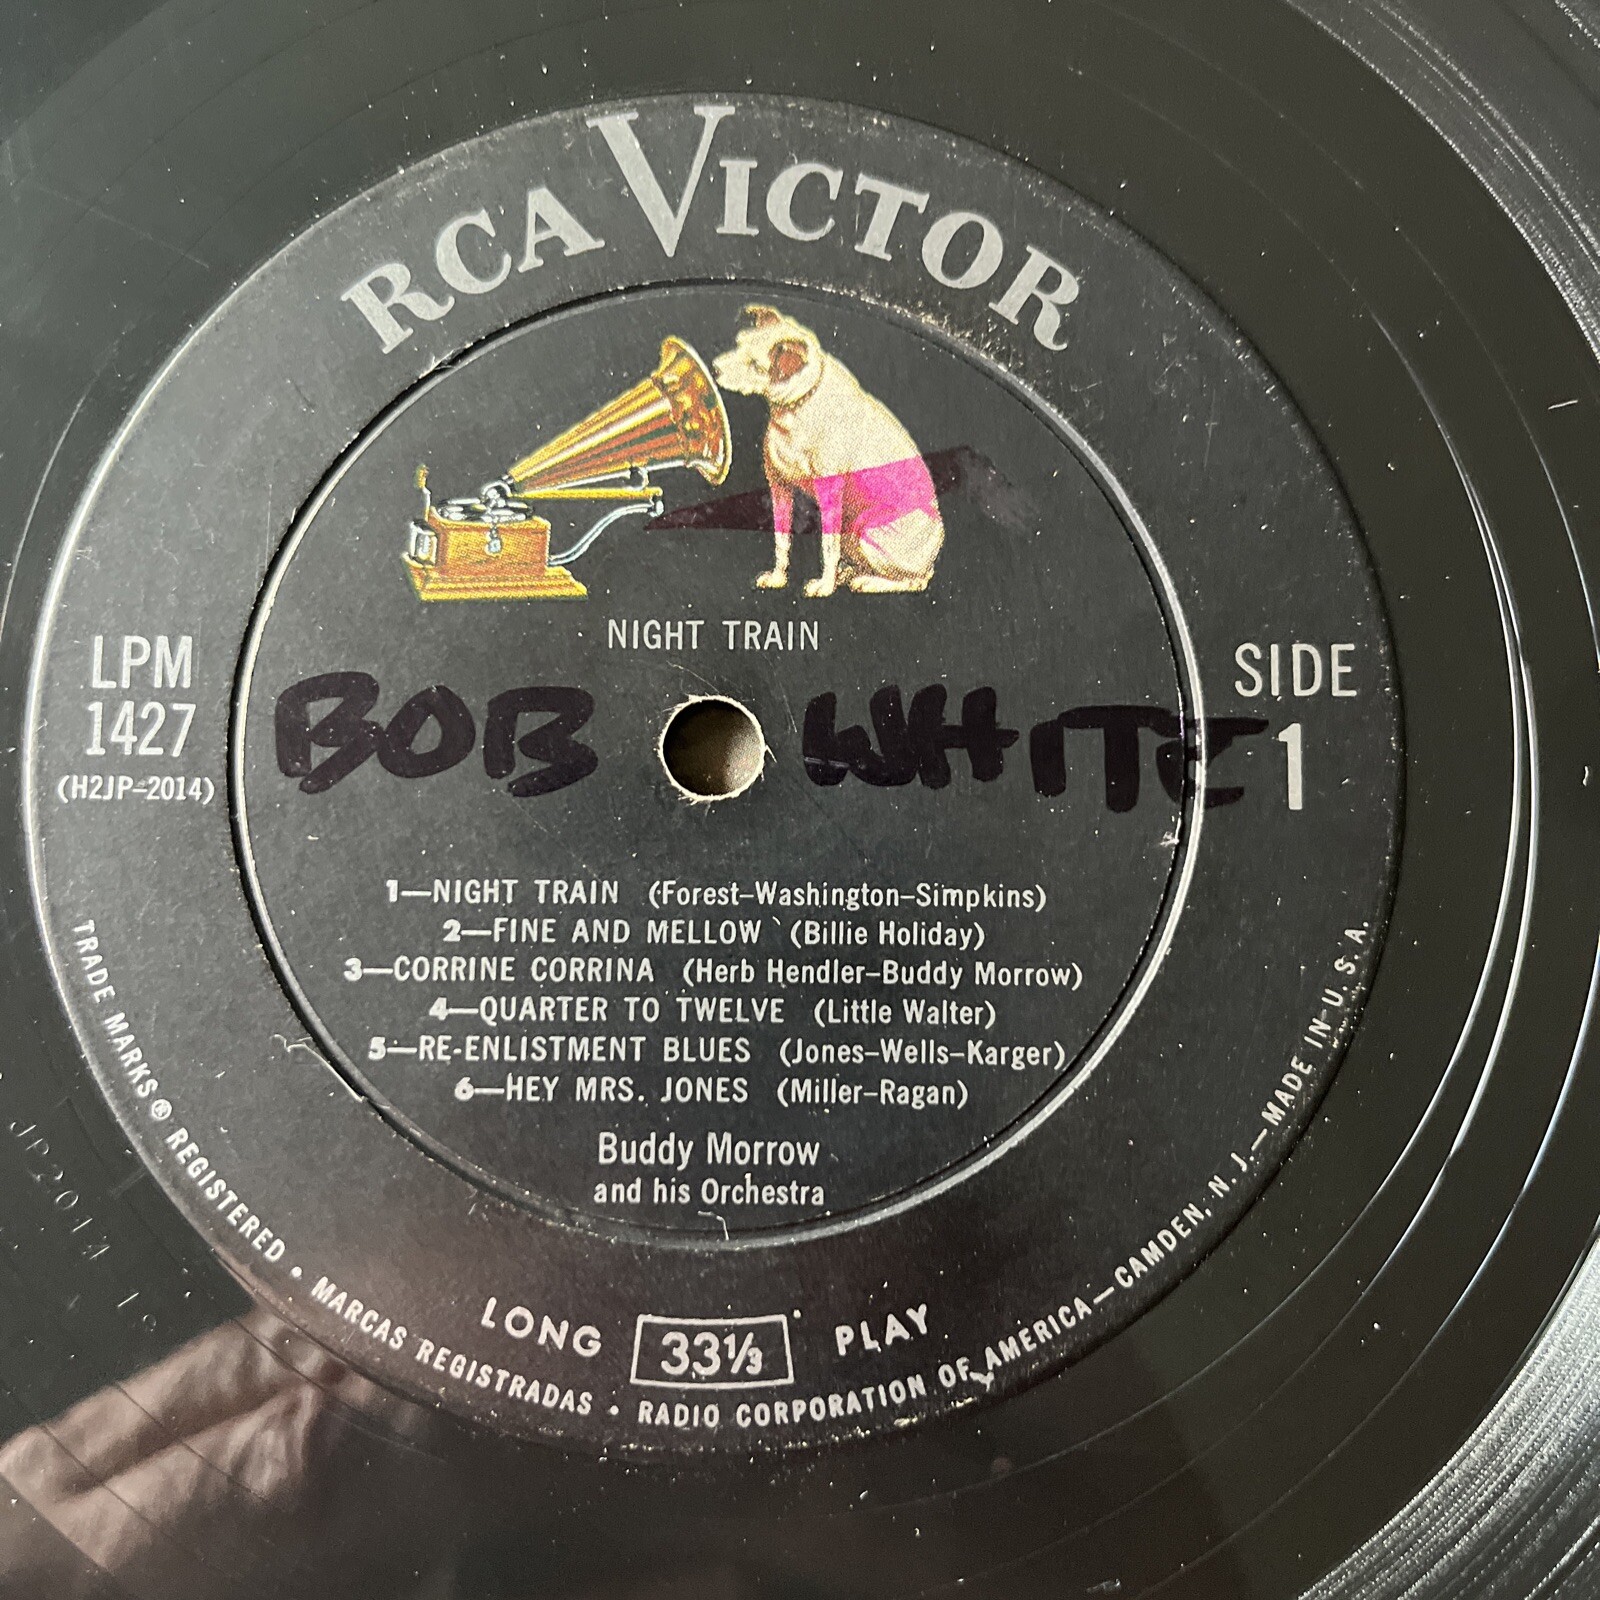 RCA VICTOR
NIGHT TRAIN
LPM
1427
(H2JP-2014)
SIDE
1
BOB WHITE
1—NIGHT TRAIN (Forest-Washington-Simpkins)
2—FINE AND MELLOW (Billie Holiday)
3—CORRINE CORRINA (Herb Hendler-Buddy Morrow)
4—QUARTER TO TWELVE (Little Walter)
5—RE-ENLISTMENT BLUES (Jones-Wells-Karger)
6—HEY MRS. JONES (Miller-Ragan)
Buddy Morrow
and his Orchestra
LONG 33⅓ PLAY
TRADE MARKS® REGISTERED • MARCAS REGISTRADAS • RADIO CORPORATION OF AMERICA—CAMDEN, N. J.—MADE IN U. S. A.